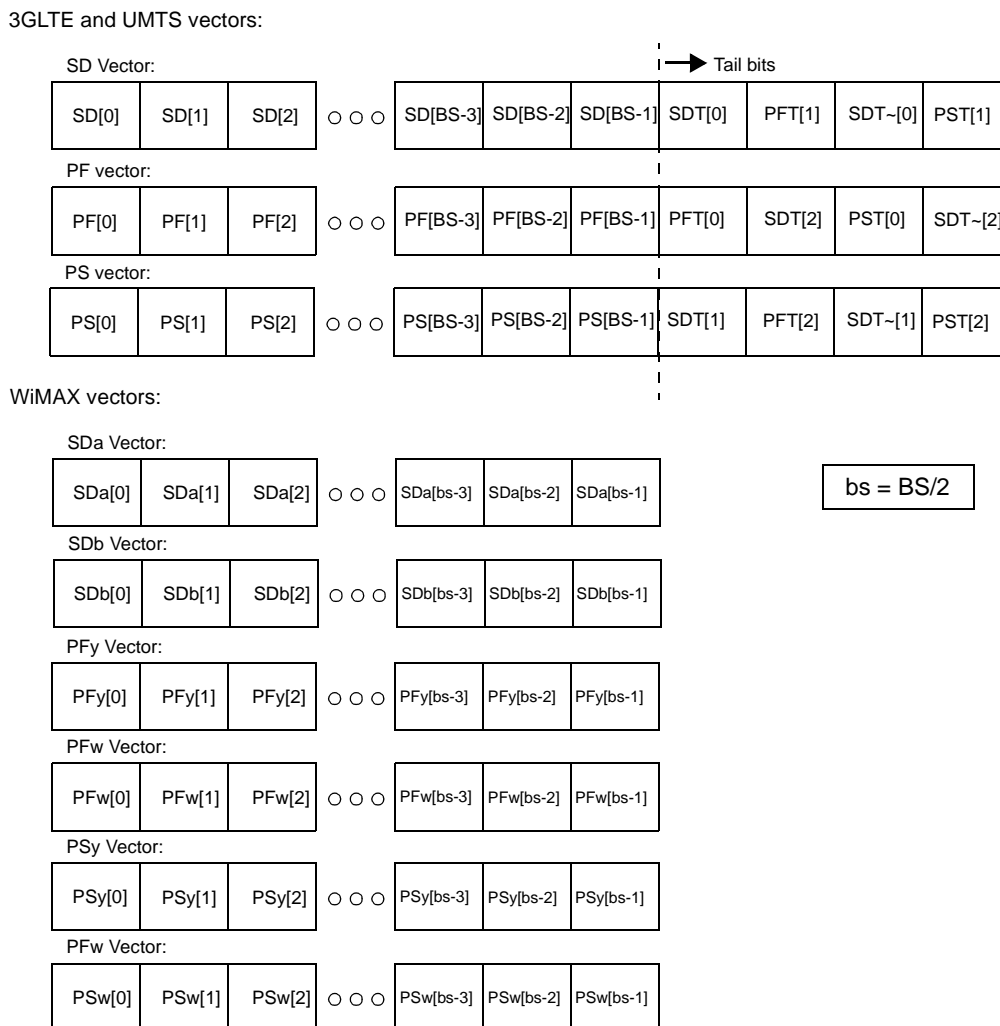 3GLTE and UMTS vectors:
SD Vector:
Tail bits
SD[0] SD[1] SD[2] SD[BS-3] SD[BS-2] SD[BS-1] SDT[0] PFT[1] SDT~[0] PST[1]
PF vector:
PF[0] PF[1] PF[2] PF[BS-3] PF[BS-2] PF[BS-1] PFT[0] SDT[2] PST[0] SDT~[2]
PS vector:
PS[0] PS[1] PS[2] PS[BS-3] PS[BS-2] PS[BS-1] SDT[1] PFT[2] SDT~[1] PST[2]
WiMAX vectors:
SDa Vector:
SDa[0] SDa[1] SDa[2] SDa[bs-3] SDa[bs-2] SDa[bs-1]
bs = BS/2
SDb Vector:
SDb[0] SDb[1] SDb[2] SDb[bs-3] SDb[bs-2] SDb[bs-1]
PFy Vector:
PFy[0] PFy[1] PFy[2] PFy[bs-3] PFy[bs-2] PFy[bs-1]
PFw Vector:
PFw[0] PFw[1] PFw[2] PFw[bs-3] PFw[bs-2] PFw[bs-1]
PSy Vector:
PSy[0] PSy[1] PSy[2] PSy[bs-3] PSy[bs-2] PSy[bs-1]
PFw Vector:
PSw[0] PSw[1] PSw[2] PSw[bs-3] PSw[bs-2] PSw[bs-1]